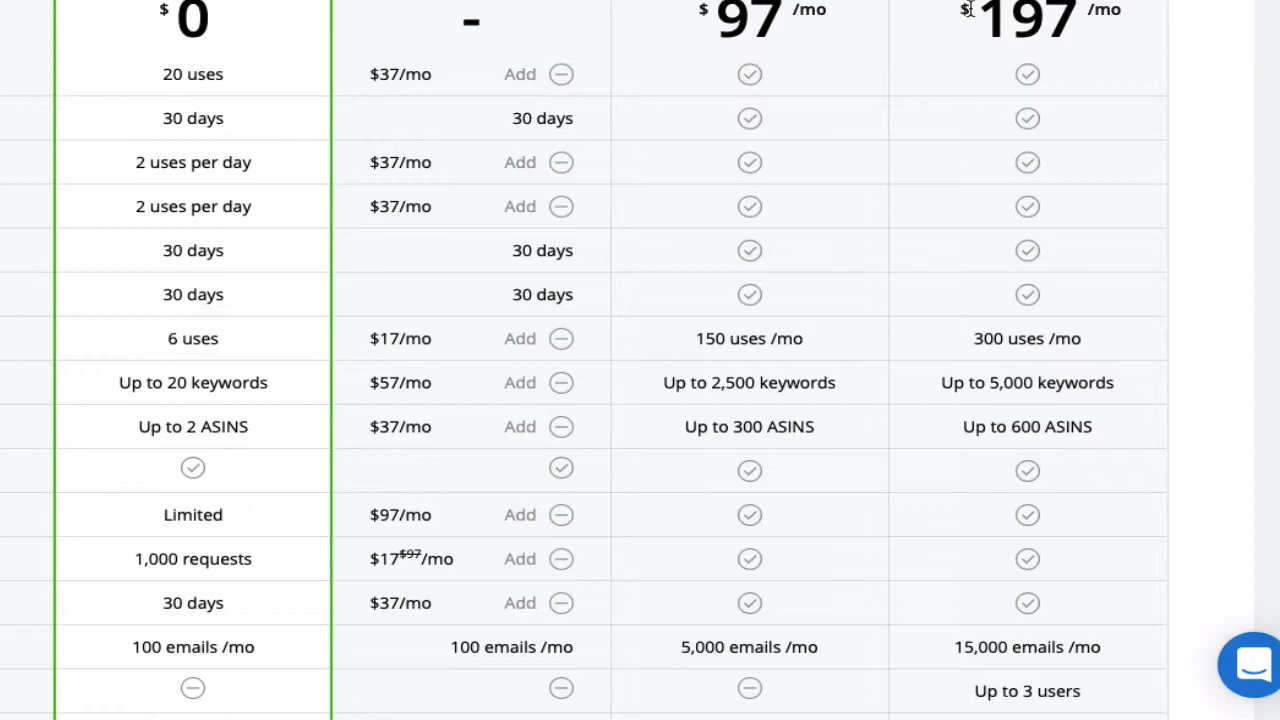 $ 0 - $ 97 /mo $ 197 /mo
20 uses $37/mo Add
30 days 30 days
2 uses per day $37/mo Add
2 uses per day $37/mo Add
30 days 30 days
30 days 30 days
6 uses $17/mo Add 150 uses /mo 300 uses /mo
Up to 20 keywords $57/mo Add Up to 2,500 keywords Up to 5,000 keywords
Up to 2 ASINS $37/mo Add Up to 300 ASINS Up to 600 ASINS
Limited $97/mo Add
1,000 requests $17$97/mo Add
30 days $37/mo Add
100 emails /mo 100 emails /mo 5,000 emails /mo 15,000 emails /mo
Up to 3 users